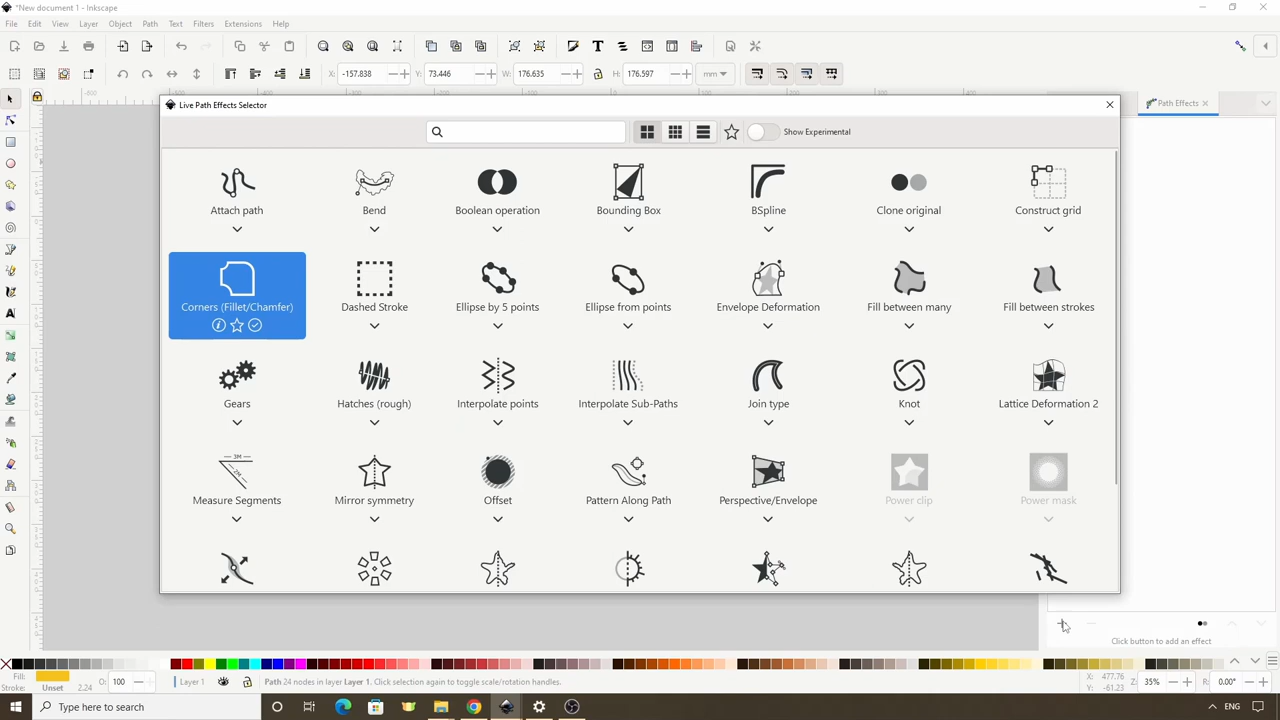 *New document 1 - Inkscape
File Edit View Layer Object Path Text Filters Extensions Help
X: -157.838 Y: 73.446 W: 176.635 H: 176.597 mm
Live Path Effects Selector
Path Effects
Show Experimental
Attach path Bend Boolean operation Bounding Box BSpline Clone original Construct grid
Corners (Fillet/Chamfer) Dashed Stroke Ellipse by 5 points Ellipse from points Envelope Deformation Fill between many Fill between strokes
Gears Hatches (rough) Interpolate points Interpolate Sub-Paths Join type Knot Lattice Deformation 2
Measure Segments Mirror symmetry Offset Pattern Along Path Perspective/Envelope Power clip Power mask
Click button to add an effect
Fill:
Stroke: Unset 2.24 O: 100 Layer 1 Path 24 nodes in layer Layer 1. Click selection again to toggle scale/rotation handles. X: 477.76 Y: -61.23 Z: 35% R: 0.00°
Type here to search ENG